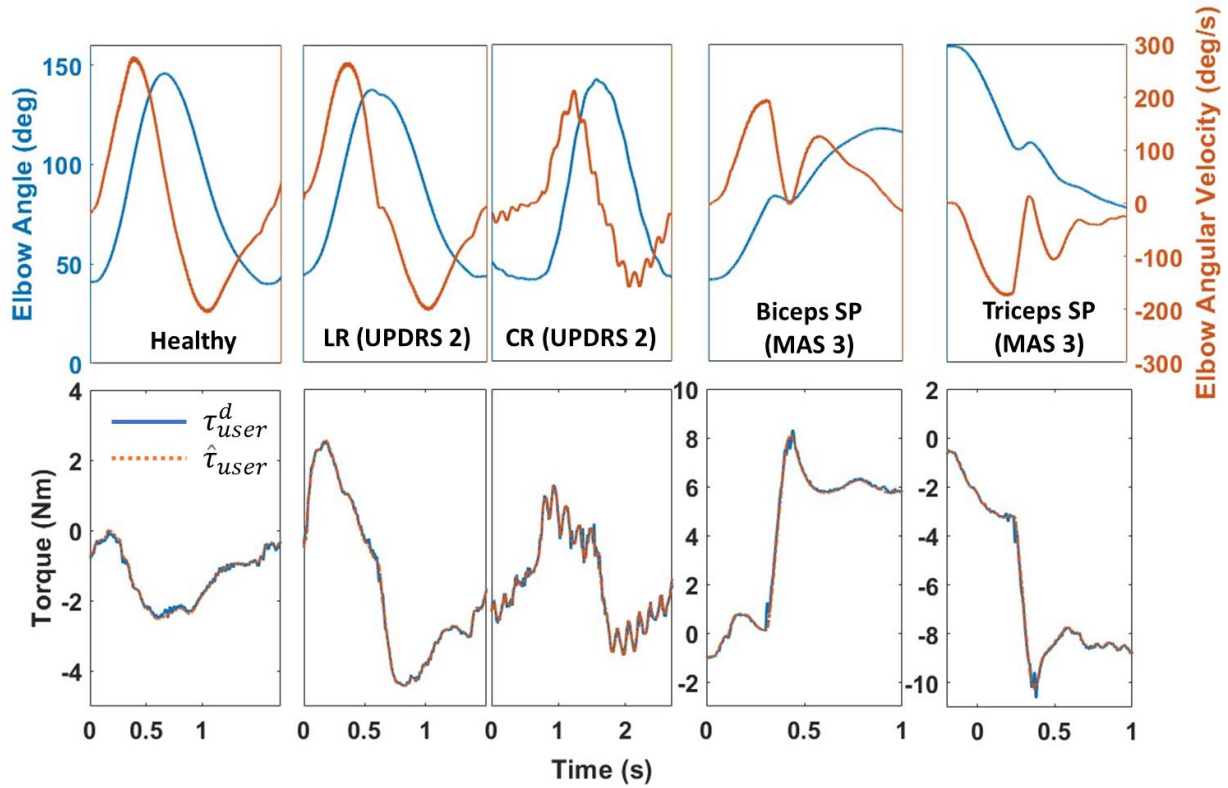 Elbow Angle (deg)
150
100
50
0
Healthy
LR (UPDRS 2)
CR (UPDRS 2)
Biceps SP
(MAS 3)
Triceps SP
(MAS 3)
300
200
100
0
-100
-200
-300
Elbow Angular Velocity (deg/s)
Torque (Nm)
4
2
0
-2
-4
τ^d_user
τ̂_user
10
8
6
4
2
0
-2
2
0
-2
-4
-6
-8
-10
0 0.5 1
0 0.5 1
0 1 2
0 0.5 1
0 0.5 1
Time (s)